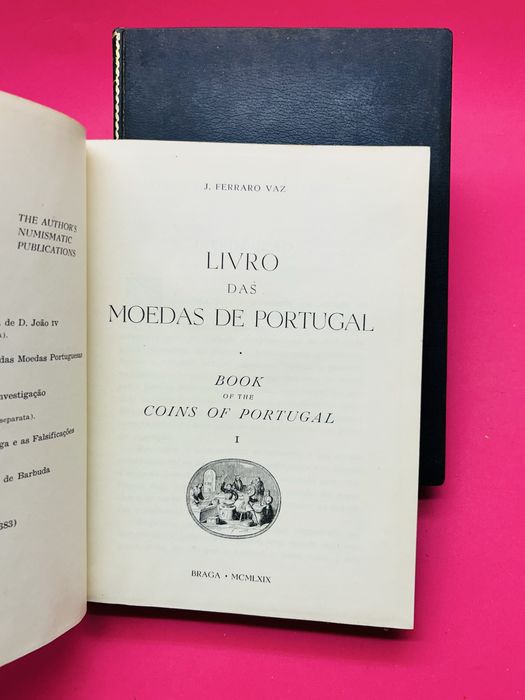 THE AUTHOR'S
NUMISMATIC
PUBLICATIONS
de D. João IV
das Moedas Portuguesas
nvestigação
separata).
ga e as Falsificações
de Barbuda
383)
J. FERRARO VAZ
LIVRO
DAS
MOEDAS DE PORTUGAL
BOOK
OF THE
COINS OF PORTUGAL
I
BRAGA • MCMLXIX